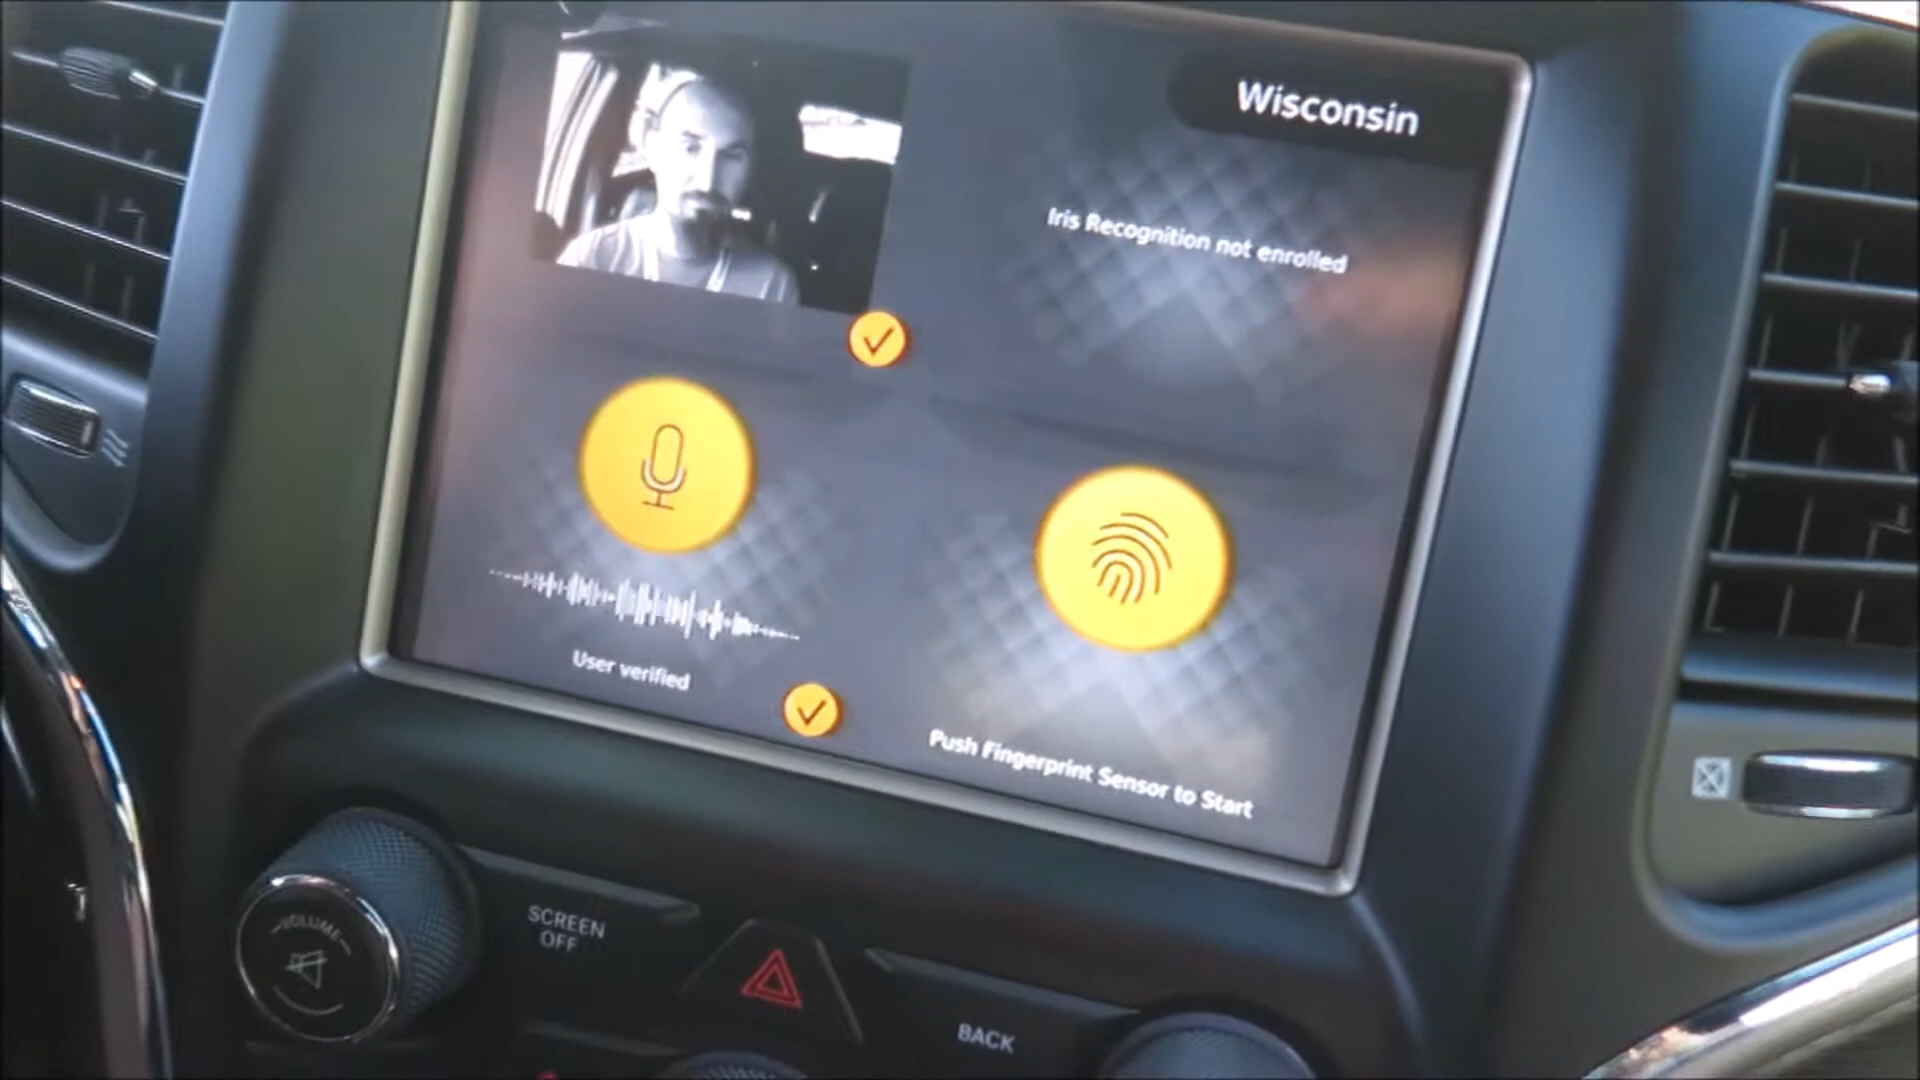 Wisconsin
Iris Recognition not enrolled
User verified
Push Fingerprint Sensor to Start
VOLUME
SCREEN
OFF
BACK